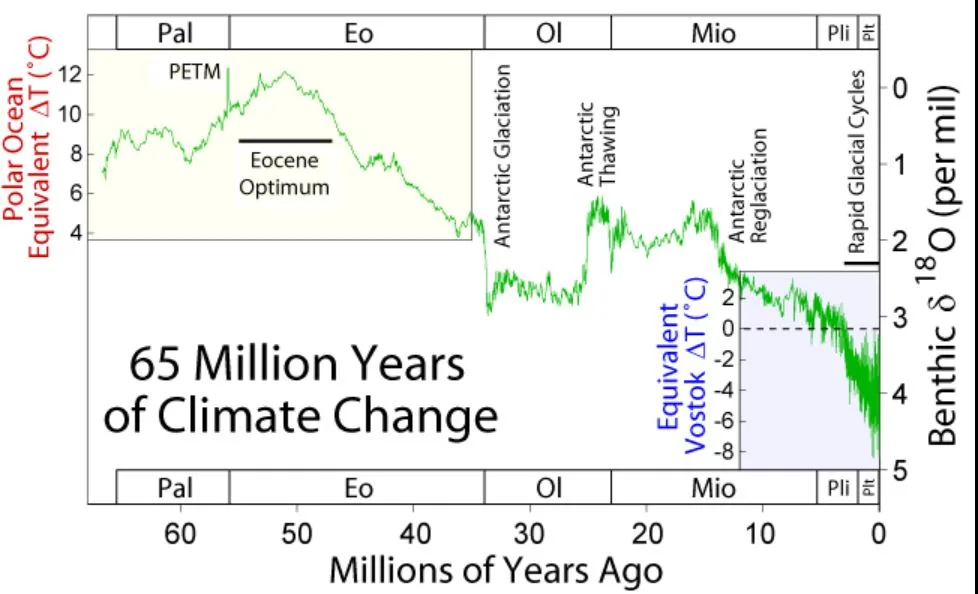 Pal Eo Ol Mio Pli Plt
Polar Ocean
Equivalent ΔT (˚C)
12
10
8
6
4
PETM
Eocene
Optimum
Antarctic Glaciation
Antarctic
Thawing
Antarctic
Reglaciation
Rapid Glacial Cycles
0
1
2
3
4
5
Benthic δ 18O (per mil)
65 Million Years
of Climate Change
Equivalent
Vostok ΔT (˚C)
2
0
-2
-4
-6
-8
Pal Eo Ol Mio Pli Plt
60 50 40 30 20 10 0
Millions of Years Ago